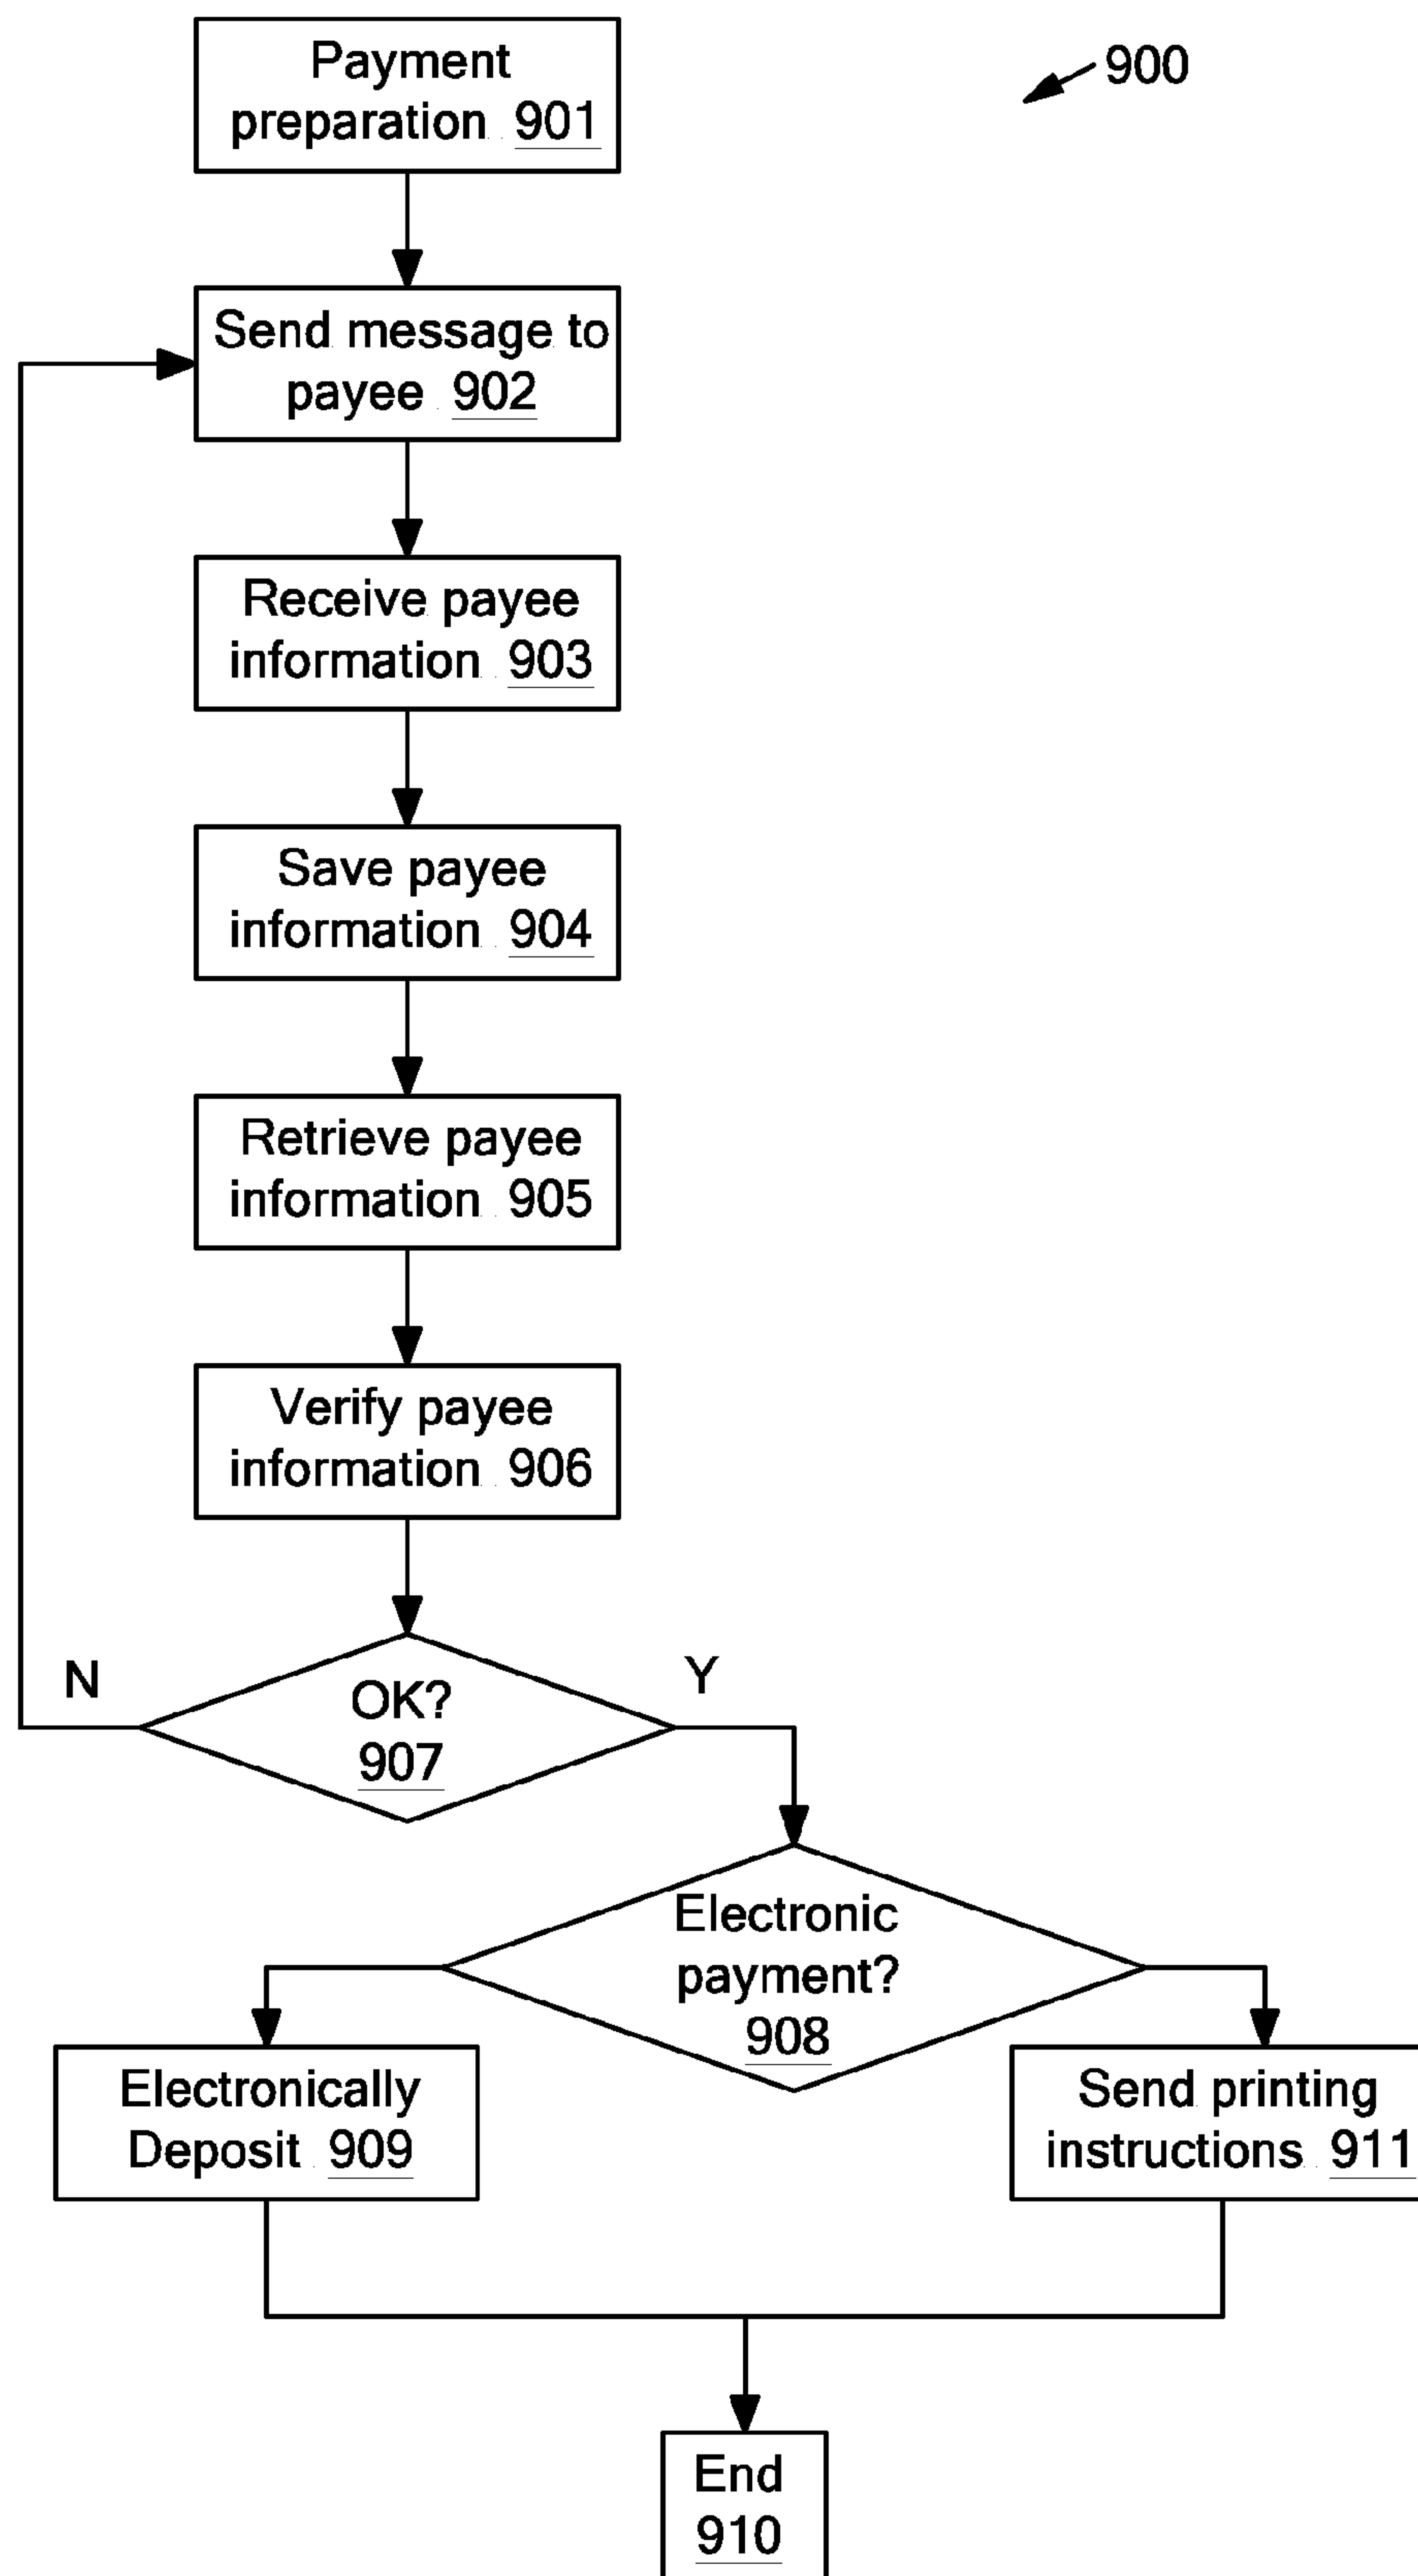 Payment
preparation 901
900
Send message to
payee 902
Receive payee
information 903
Save payee
information 904
Retrieve payee
information 905
Verify payee
information 906
N
Y
OK?
907
Electronic
payment?
908
Electronically
Deposit 909
Send printing
instructions 911
End
910